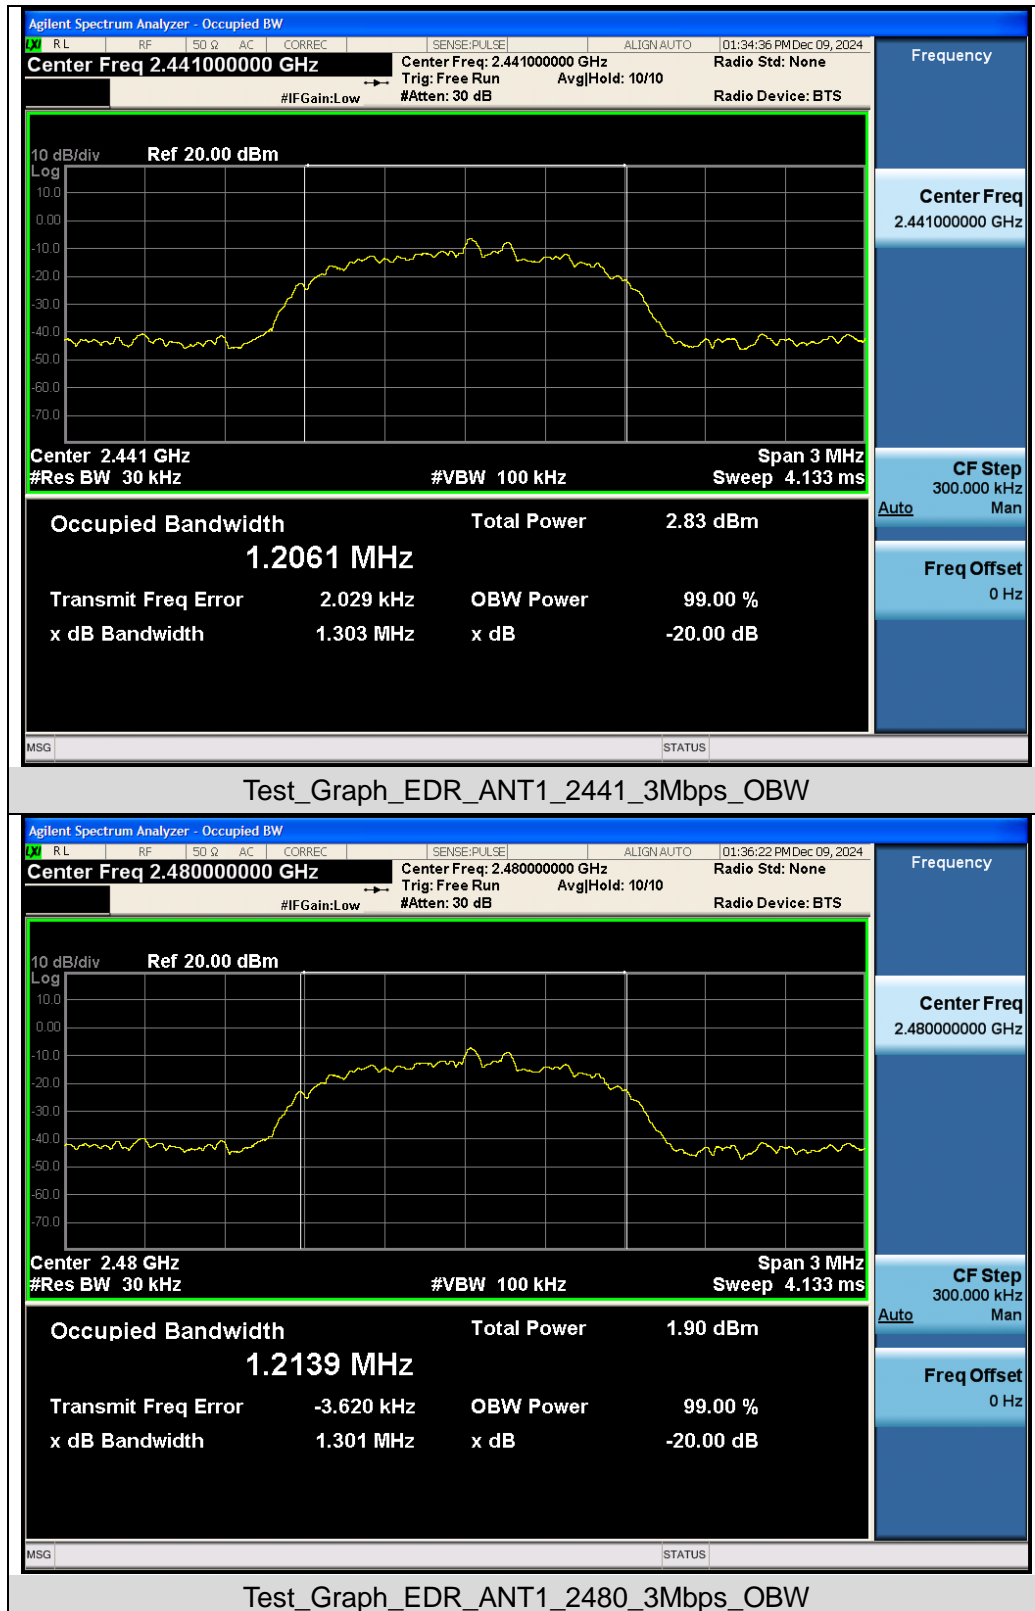 Agilent Spectrum Analyzer - Occupied BW
LXI RL RF 50 Ω AC CORREC SENSE:PULSE ALIGN AUTO 01:34:36 PM Dec 09, 2024
Center Freq 2.441000000 GHz Center Freq: 2.441000000 GHz Radio Std: None
Trig: Free Run Avg|Hold: 10/10
#IFGain:Low #Atten: 30 dB Radio Device: BTS
10 dB/div Ref 20.00 dBm
Log
10.0
0.00
-10.0
-20.0
-30.0
-40.0
-50.0
-60.0
-70.0
Center 2.441 GHz Span 3 MHz
#Res BW 30 kHz #VBW 100 kHz Sweep 4.133 ms
Occupied Bandwidth Total Power 2.83 dBm
1.2061 MHz
Transmit Freq Error 2.029 kHz OBW Power 99.00 %
x dB Bandwidth 1.303 MHz x dB -20.00 dB
MSG STATUS
Frequency
Center Freq
2.441000000 GHz
CF Step
300.000 kHz
Auto Man
Freq Offset
0 Hz
Test_Graph_EDR_ANT1_2441_3Mbps_OBW
Agilent Spectrum Analyzer - Occupied BW
LXI RL RF 50 Ω AC CORREC SENSE:PULSE ALIGN AUTO 01:36:22 PM Dec 09, 2024
Center Freq 2.480000000 GHz Center Freq: 2.480000000 GHz Radio Std: None
Trig: Free Run Avg|Hold: 10/10
#IFGain:Low #Atten: 30 dB Radio Device: BTS
10 dB/div Ref 20.00 dBm
Log
10.0
0.00
-10.0
-20.0
-30.0
-40.0
-50.0
-60.0
-70.0
Center 2.48 GHz Span 3 MHz
#Res BW 30 kHz #VBW 100 kHz Sweep 4.133 ms
Occupied Bandwidth Total Power 1.90 dBm
1.2139 MHz
Transmit Freq Error -3.620 kHz OBW Power 99.00 %
x dB Bandwidth 1.301 MHz x dB -20.00 dB
MSG STATUS
Frequency
Center Freq
2.480000000 GHz
CF Step
300.000 kHz
Auto Man
Freq Offset
0 Hz
Test_Graph_EDR_ANT1_2480_3Mbps_OBW